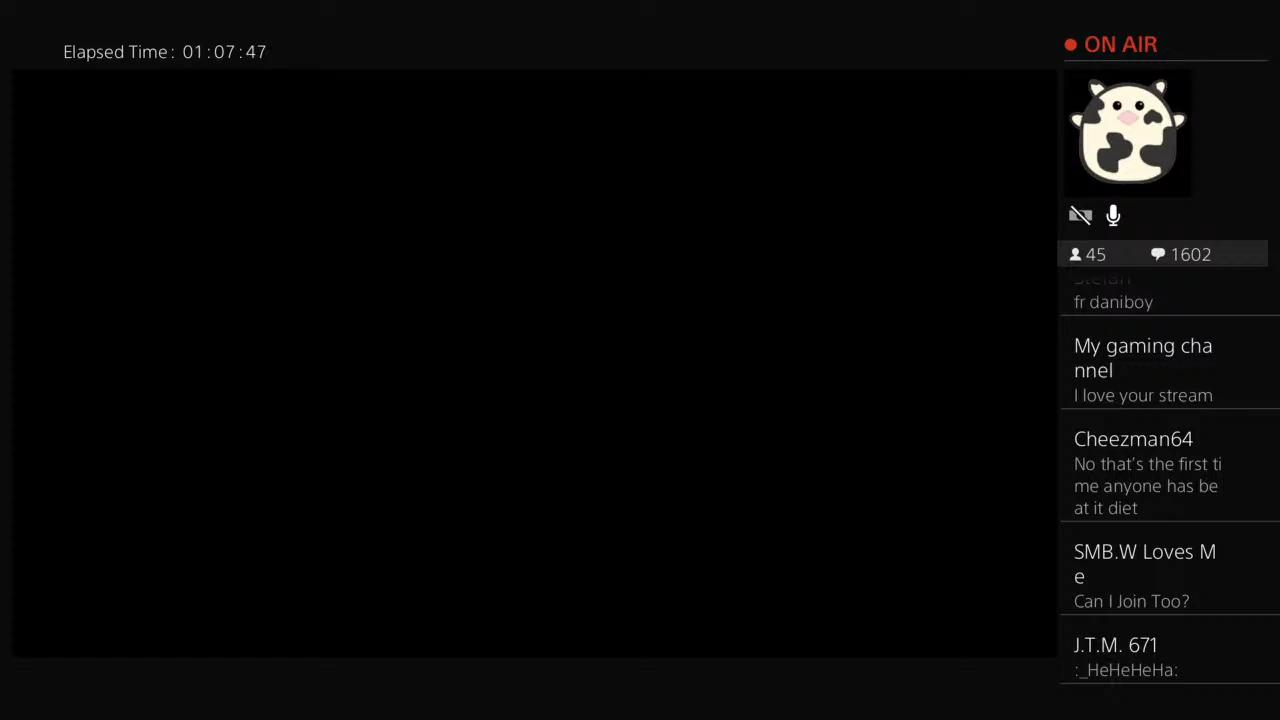 Elapsed Time: 01:07:47
ON AIR
45 1602
Stefan
fr daniboy
My gaming cha
nnel
I love your stream
Cheezman64
No that's the first ti
me anyone has be
at it diet
SMB.W Loves M
e
Can I Join Too?
J.T.M. 671
:_HeHeHeHa: